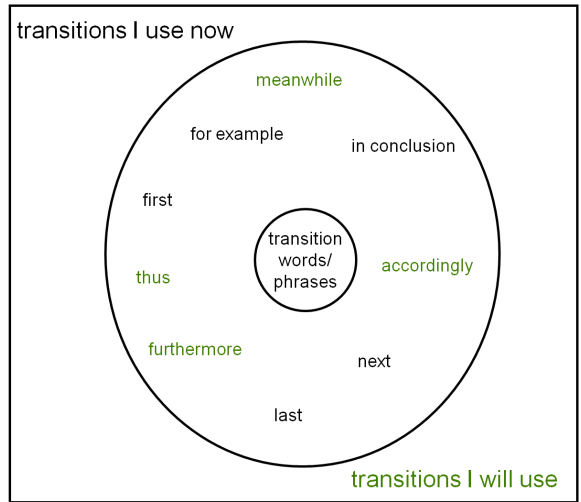 transitions I use now
meanwhile
for example
in conclusion
first
transition
words/
phrases
accordingly
thus
furthermore
next
last
transitions I will use